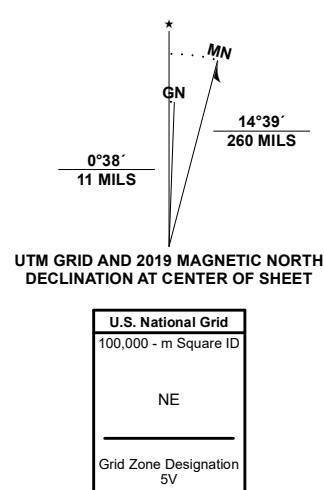 MN
GN
14°39´
260 MILS
0°38´
11 MILS
UTM GRID AND 2019 MAGNETIC NORTH
DECLINATION AT CENTER OF SHEET
U.S. National Grid
100,000 - m Square ID
NE
Grid Zone Designation
5V